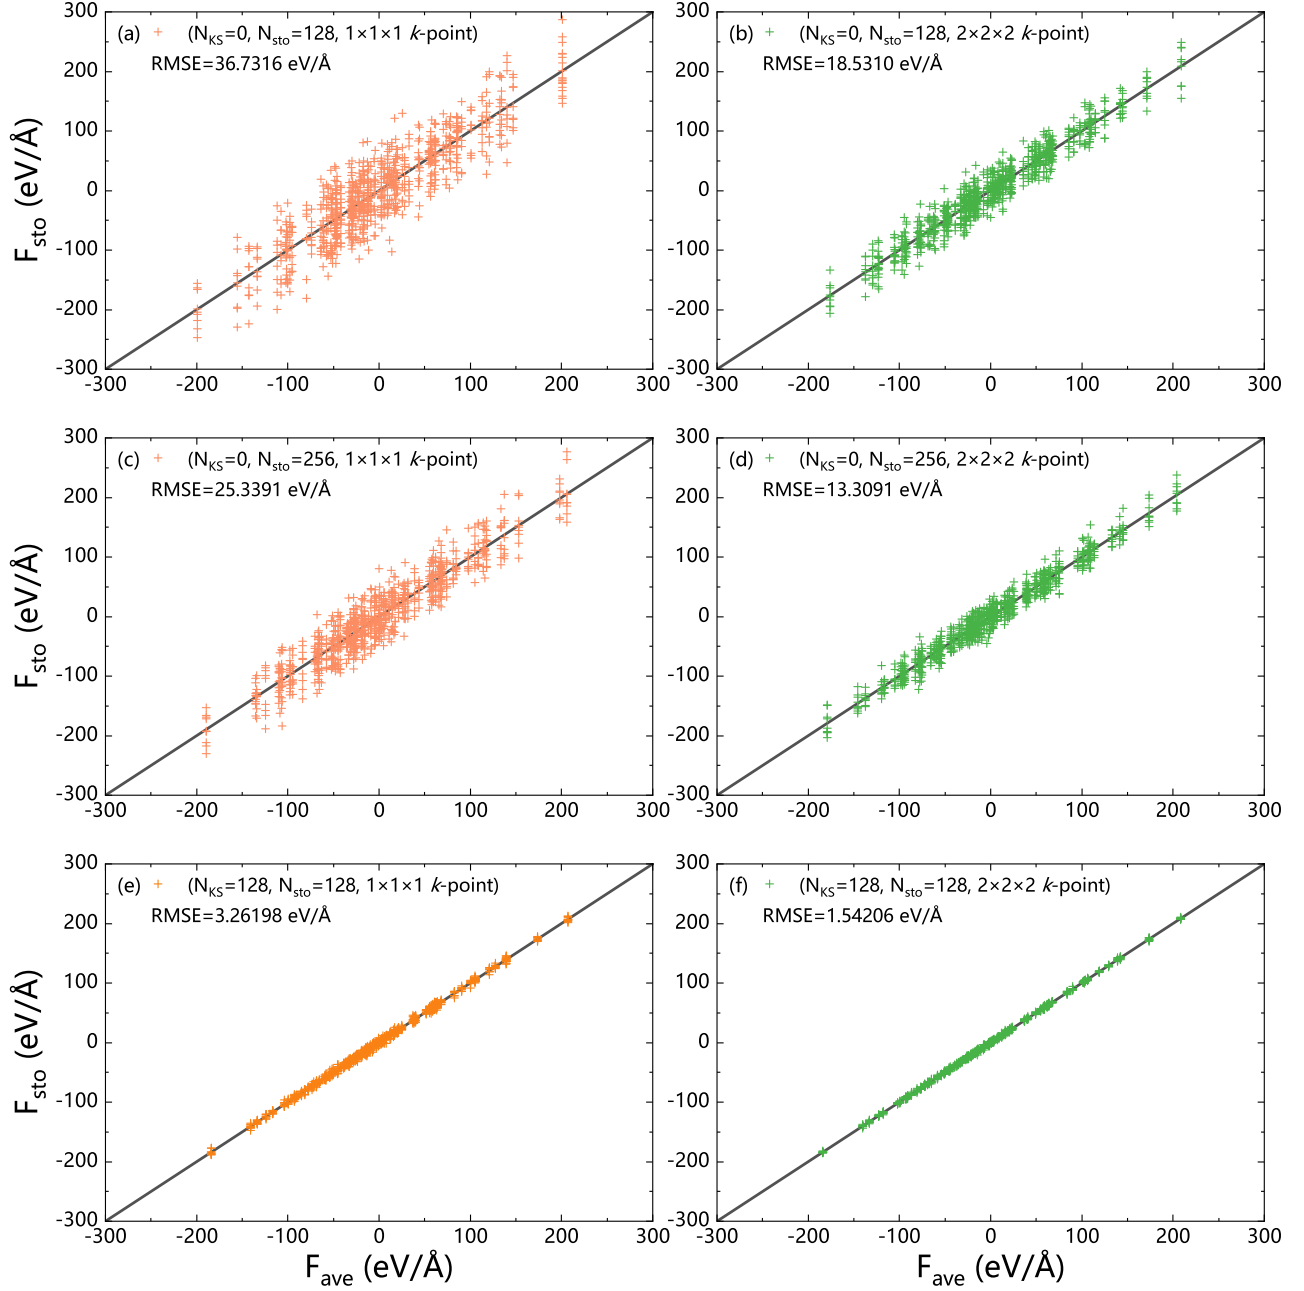 (a) + (N_KS=0, N_sto=128, 1×1×1 k-point)
RMSE=36.7316 eV/Å
300
200
100
0
-100
-200
-300
F_sto (eV/Å)
-300 -200 -100 0 100 200 300
(b) + (N_KS=0, N_sto=128, 2×2×2 k-point)
RMSE=18.5310 eV/Å
300
200
100
0
-100
-200
-300
-300 -200 -100 0 100 200 300
(c) + (N_KS=0, N_sto=256, 1×1×1 k-point)
RMSE=25.3391 eV/Å
300
200
100
0
-100
-200
-300
F_sto (eV/Å)
-300 -200 -100 0 100 200 300
(d) + (N_KS=0, N_sto=256, 2×2×2 k-point)
RMSE=13.3091 eV/Å
300
200
100
0
-100
-200
-300
-300 -200 -100 0 100 200 300
(e) + (N_KS=128, N_sto=128, 1×1×1 k-point)
RMSE=3.26198 eV/Å
300
200
100
0
-100
-200
-300
F_sto (eV/Å)
-300 -200 -100 0 100 200 300
F_ave (eV/Å)
(f) + (N_KS=128, N_sto=128, 2×2×2 k-point)
RMSE=1.54206 eV/Å
300
200
100
0
-100
-200
-300
-300 -200 -100 0 100 200 300
F_ave (eV/Å)